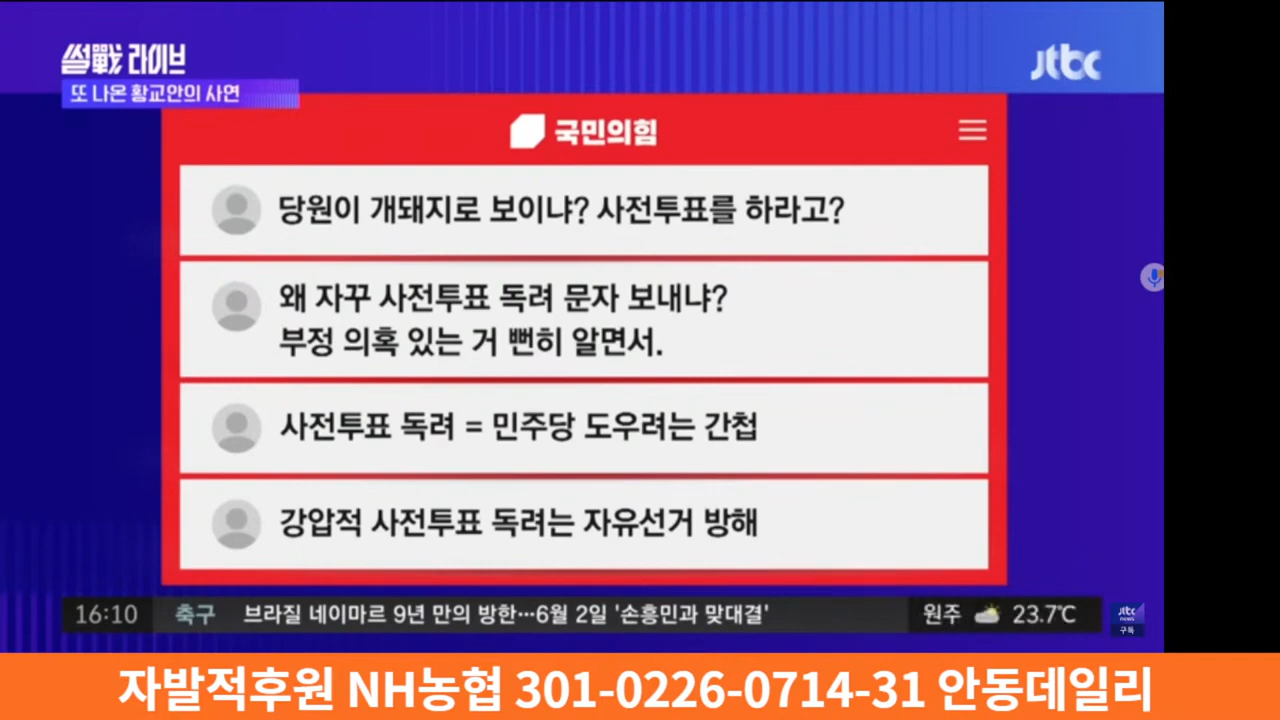 썰戰 라이브
jtbc
또 나온 황교안의 사연
국민의힘
당원이 개돼지로 보이냐? 사전투표를 하라고?
왜 자꾸 사전투표 독려 문자 보내냐?
부정 의혹 있는 거 뻔히 알면서.
사전투표 독려 = 민주당 도우려는 간첩
강압적 사전투표 독려는 자유선거 방해
16:10 축구 브라질 네이마르 9년 만의 방한…6월 2일 '손흥민과 맞대결' 원주 23.7℃
jtbc
news
구독
자발적후원 NH농협 301-0226-0714-31 안동데일리